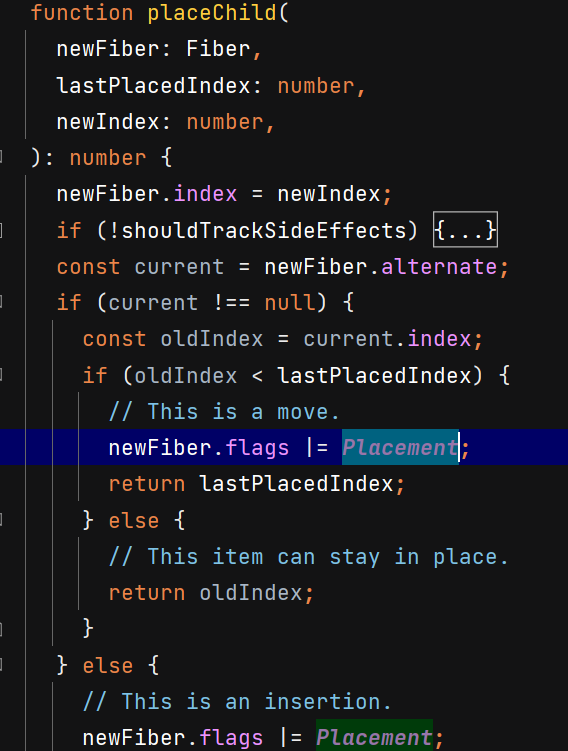 function placeChild(
newFiber: Fiber,
lastPlacedIndex: number,
newIndex: number,
): number {
newFiber.index = newIndex;
if (!shouldTrackSideEffects) {...}
const current = newFiber.alternate;
if (current !== null) {
const oldIndex = current.index;
if (oldIndex < lastPlacedIndex) {
// This is a move.
newFiber.flags |= Placement;
return lastPlacedIndex;
} else {
// This item can stay in place.
return oldIndex;
}
} else {
// This is an insertion.
newFiber.flags |= Placement;